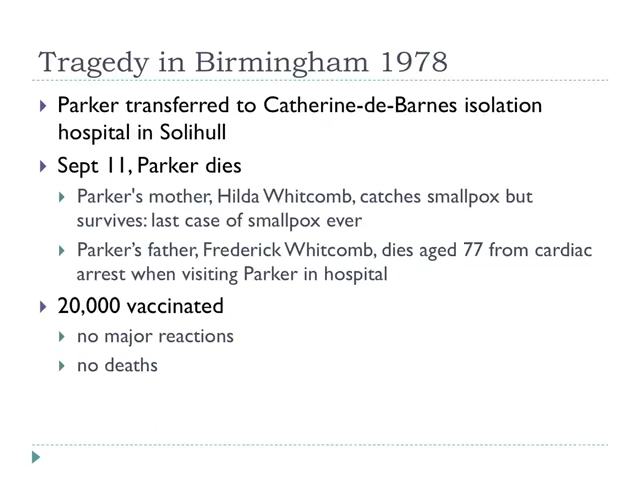 Tragedy in Birmingham 1978
Parker transferred to Catherine-de-Barnes isolation
hospital in Solihull
Sept 11, Parker dies
Parker's mother, Hilda Whitcomb, catches smallpox but
survives: last case of smallpox ever
Parker’s father, Frederick Whitcomb, dies aged 77 from cardiac
arrest when visiting Parker in hospital
20,000 vaccinated
no major reactions
no deaths